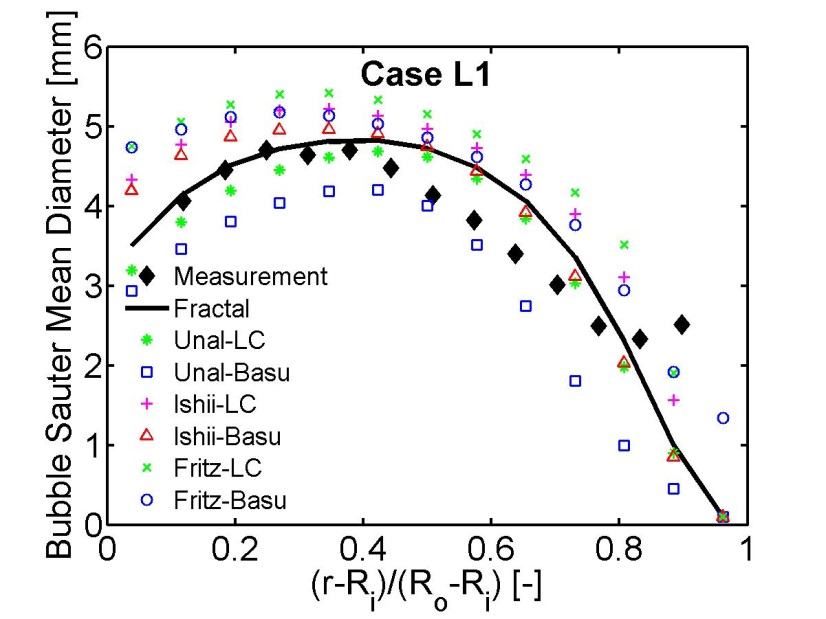 Case L1
Bubble Sauter Mean Diameter [mm]
6
5
4
3
2
1
0
Measurement
Fractal
Unal-LC
Unal-Basu
Ishii-LC
Ishii-Basu
Fritz-LC
Fritz-Basu
0 0.2 0.4 0.6 0.8 1
(r-Ri)/(Ro-Ri) [-]